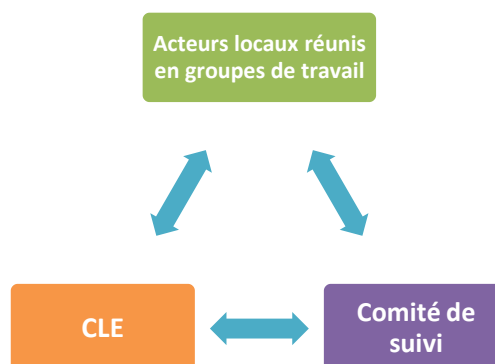 Acteurs locaux réunis
en groupes de travail
CLE
Comité de
suivi